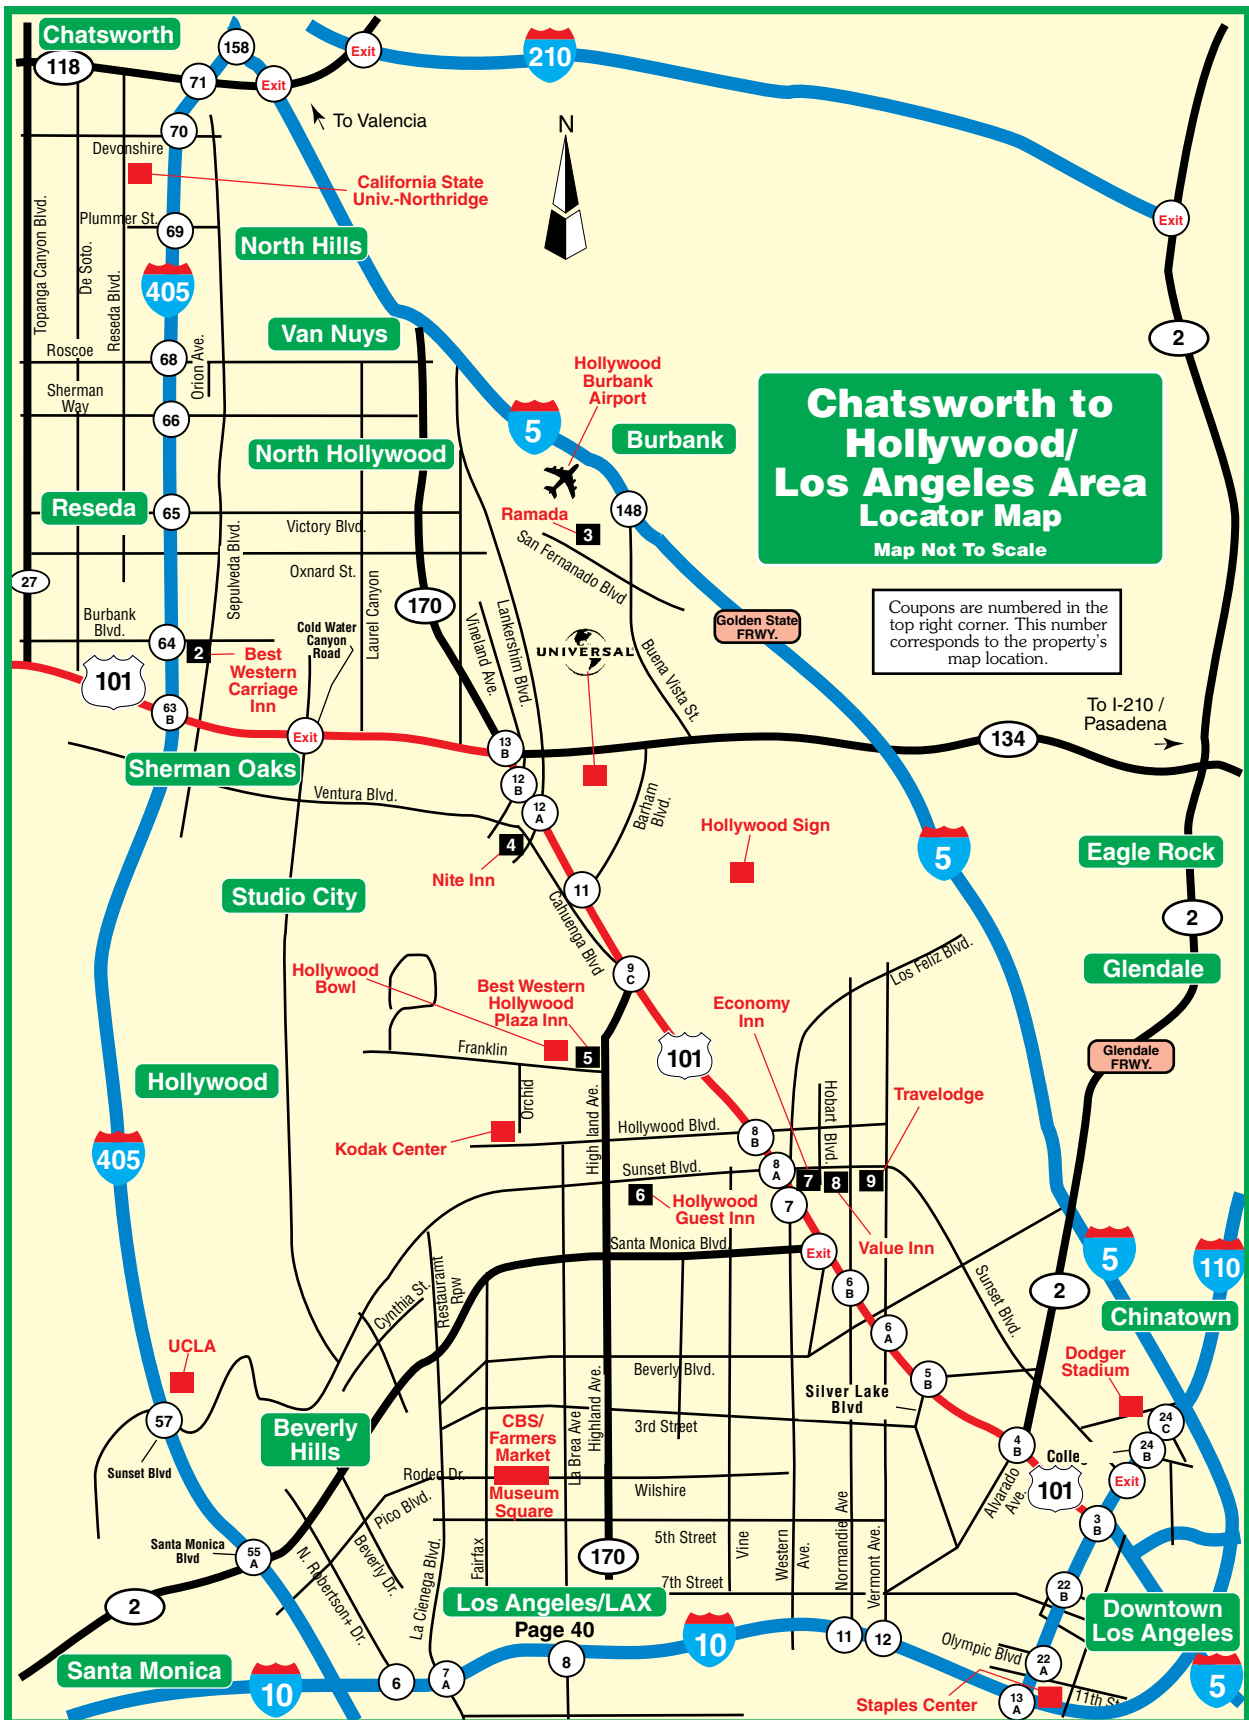 Chatsworth
118
158
71
Exit
Exit
210
To Valencia
N
70
Devonshire
California State
Univ.-Northridge
Plummer St.
69
North Hills
Exit
Topanga Canyon Blvd.
De Soto.
Reseda Blvd.
405
Van Nuys
Roscoe
68
Orion Ave.
2
Sherman
Way
66
Hollywood
Burbank
Airport
5
Burbank
North Hollywood
Chatsworth to
Hollywood/
Los Angeles Area
Locator Map
Map Not To Scale
Reseda
65
Victory Blvd.
148
Ramada
3
San Fernanado Blvd
Sepulveda Blvd.
Oxnard St.
27
Laurel Canyon
170
Vineland Ave.
Lankershim Blvd.
Golden State
FRWY.
Coupons are numbered in the
top right corner. This number
corresponds to the property's
map location.
Burbank
Blvd.
64
2
Best
Western
Carriage
Inn
Cold Water
Canyon
Road
UNIVERSAL
Buena Vista St.
101
63
B
Exit
13
B
To I-210 /
Pasadena
134
Sherman Oaks
Ventura Blvd.
12
B
12
A
Barham
Blvd.
4
Nite Inn
Hollywood Sign
5
Eagle Rock
Studio City
11
Cahuenga Blvd
2
Los Feliz Blvd.
Glendale
Hollywood
Bowl
Best Western
Hollywood
Plaza Inn
9
C
Economy
Inn
5
Franklin
101
Glendale
FRWY.
Hollywood
Orchid
Highland Ave.
Hobart Blvd.
Travelodge
Kodak Center
Hollywood Blvd.
8
B
405
Sunset Blvd.
8
A
7
8
9
6
Hollywood
Guest Inn
7
Santa Monica Blvd.
Exit
Value Inn
5
110
Restauramt
Rpw
Cynthia St.
6
B
Sunset Blvd.
2
Chinatown
6
A
UCLA
Beverly Blvd.
5
B
Dodger
Stadium
Silver Lake
Blvd
57
Sunset Blvd
Beverly
Hills
CBS/
Farmers
Market
La Brea Ave
Highland Ave.
3rd Street
24
C
4
B
24
B
Rodeo Dr.
Museum
Square
Wilshire
Alvarado
Ave.
101
Exit
Pico Blvd.
3
B
Santa Monica
Blvd
55
A
N. Robertson+ Dr.
Beverly Dr.
La Cienega Blvd.
Fairfax
170
5th Street
Vine
Western
Ave.
Normandie Ave
Vermont Ave.
7th Street
22
B
2
Los Angeles/LAX
Page 40
Downtown
Los Angeles
Santa Monica
10
6
7
A
8
10
11
12
Olympic Blvd
22
A
5
Staples Center
13
A
11th St